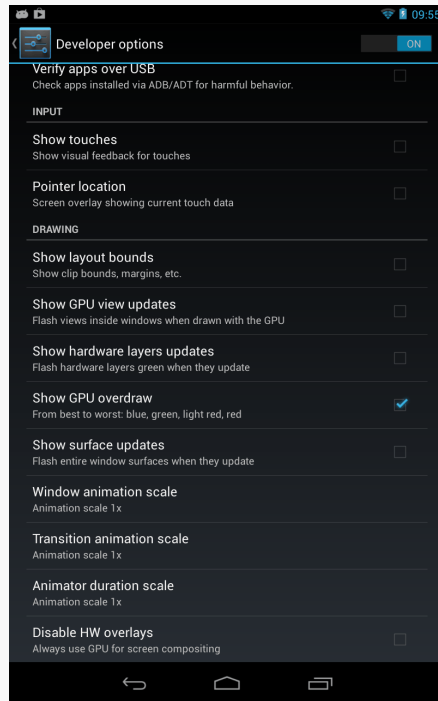 09:55
Developer options
ON
Verify apps over USB
Check apps installed via ADB/ADT for harmful behavior.
INPUT
Show touches
Show visual feedback for touches
Pointer location
Screen overlay showing current touch data
DRAWING
Show layout bounds
Show clip bounds, margins, etc.
Show GPU view updates
Flash views inside windows when drawn with the GPU
Show hardware layers updates
Flash hardware layers green when they update
Show GPU overdraw
From best to worst: blue, green, light red, red
Show surface updates
Flash entire window surfaces when they update
Window animation scale
Animation scale 1x
Transition animation scale
Animation scale 1x
Animator duration scale
Animation scale 1x
Disable HW overlays
Always use GPU for screen compositing